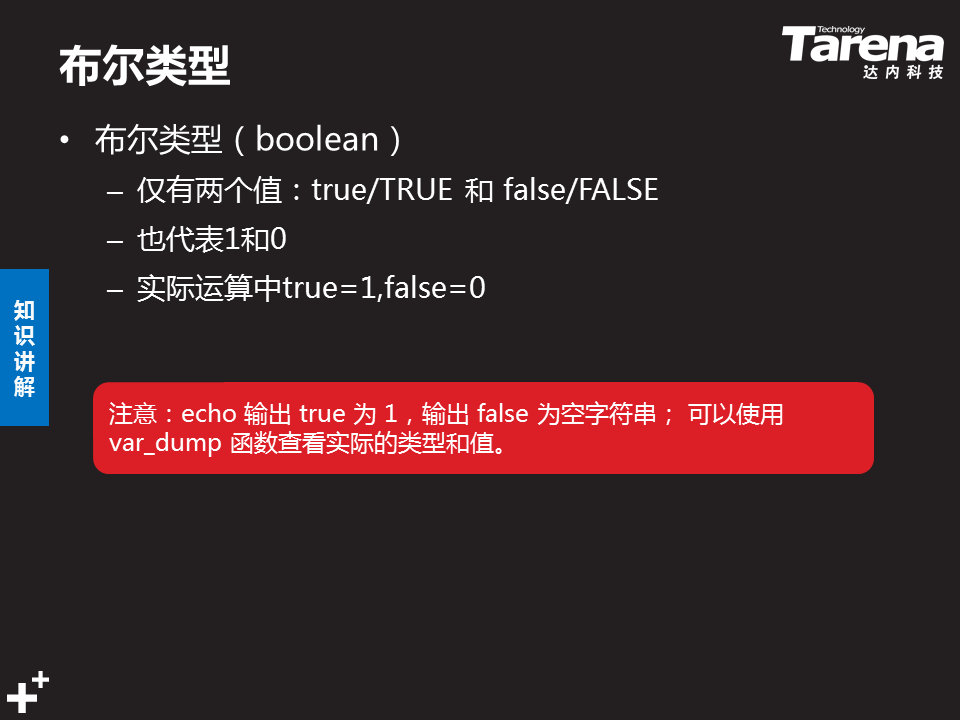 布尔类型
Technology
Tarena
达内科技
• 布尔类型（boolean）
– 仅有两个值：true/TRUE 和 false/FALSE
– 也代表1和0
– 实际运算中true=1,false=0
知识讲解
注意：echo 输出 true 为 1，输出 false 为空字符串； 可以使用
var_dump 函数查看实际的类型和值。